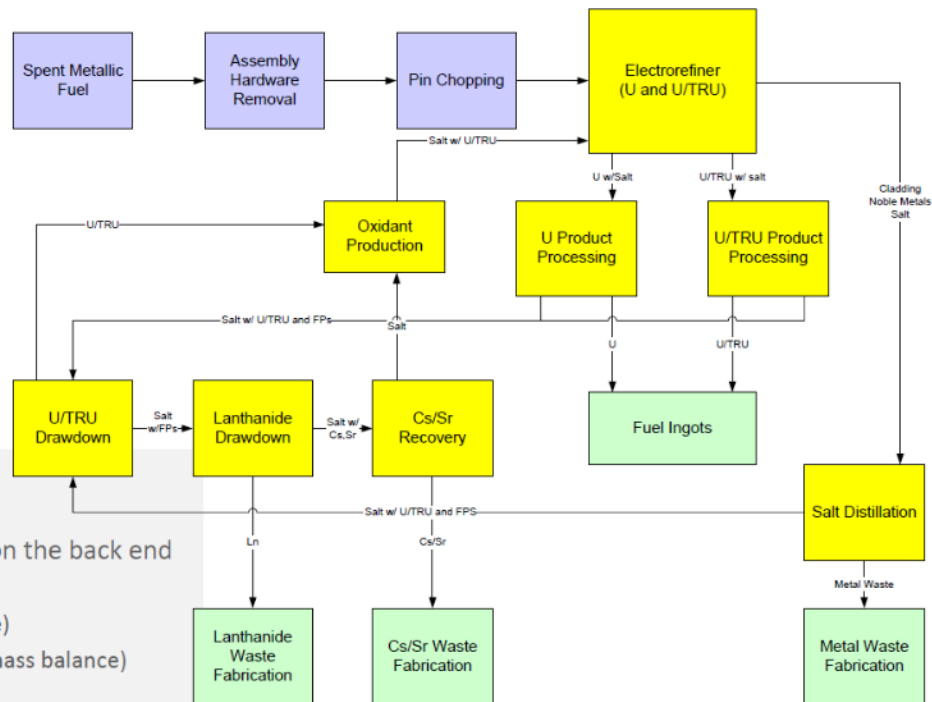 Spent Metallic
Fuel
Assembly
Hardware
Removal
Pin Chopping
Electrorefiner
(U and U/TRU)
Salt w/ U/TRU
U w/Salt
U/TRU w/ salt
Cladding
Noble Metals
Salt
U/TRU
Oxidant
Production
U Product
Processing
U/TRU Product
Processing
Salt w/ U/TRU and FPs
Salt
U
U/TRU
U/TRU
Drawdown
Salt
w/FPs
Lanthanide
Drawdown
Salt w/
Cs,Sr
Cs/Sr
Recovery
Fuel Ingots
Salt w/ U/TRU and FPS
Salt Distillation
on the back end
Ln
Cs/Sr
Metal Waste
e)
mass balance)
Lanthanide
Waste
Fabrication
Cs/Sr Waste
Fabrication
Metal Waste
Fabrication